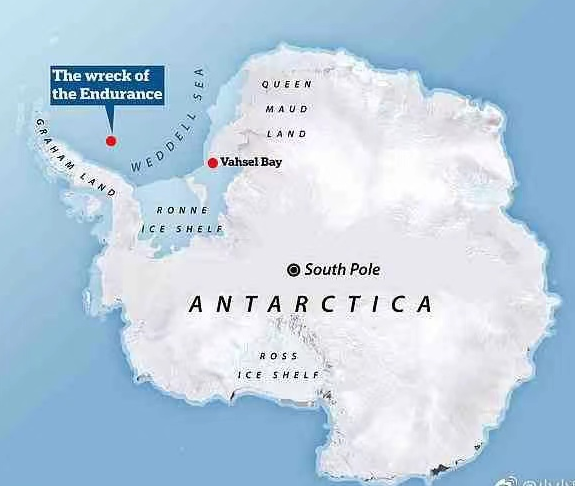 The wreck of
the Endurance
WEDDELL SEA
QUEEN
MAUD
LAND
GRAHAM LAND
Vahsel Bay
RONNE
ICE SHELF
South Pole
ANTARCTICA
ROSS
ICE SHELF